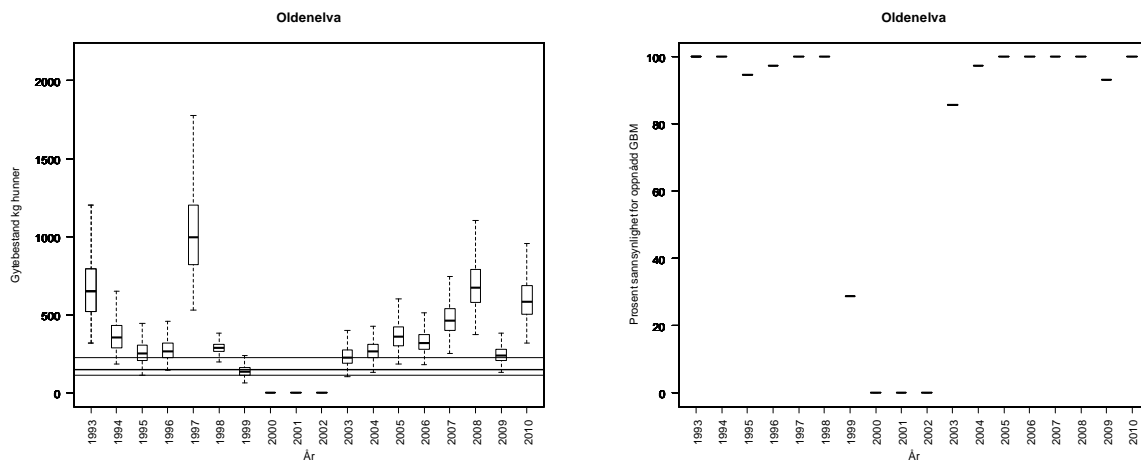 Oldenelva
Gytebestand kg hunner
2000
1500
1000
500
0
1993 1994 1995 1996 1997 1998 1999 2000 2001 2002 2003 2004 2005 2006 2007 2008 2009 2010
År
Oldenelva
Prosent sannsynlighet for oppnådd GBM
100
80
60
40
20
0
1993 1994 1995 1996 1997 1998 1999 2000 2001 2002 2003 2004 2005 2006 2007 2008 2009 2010
År